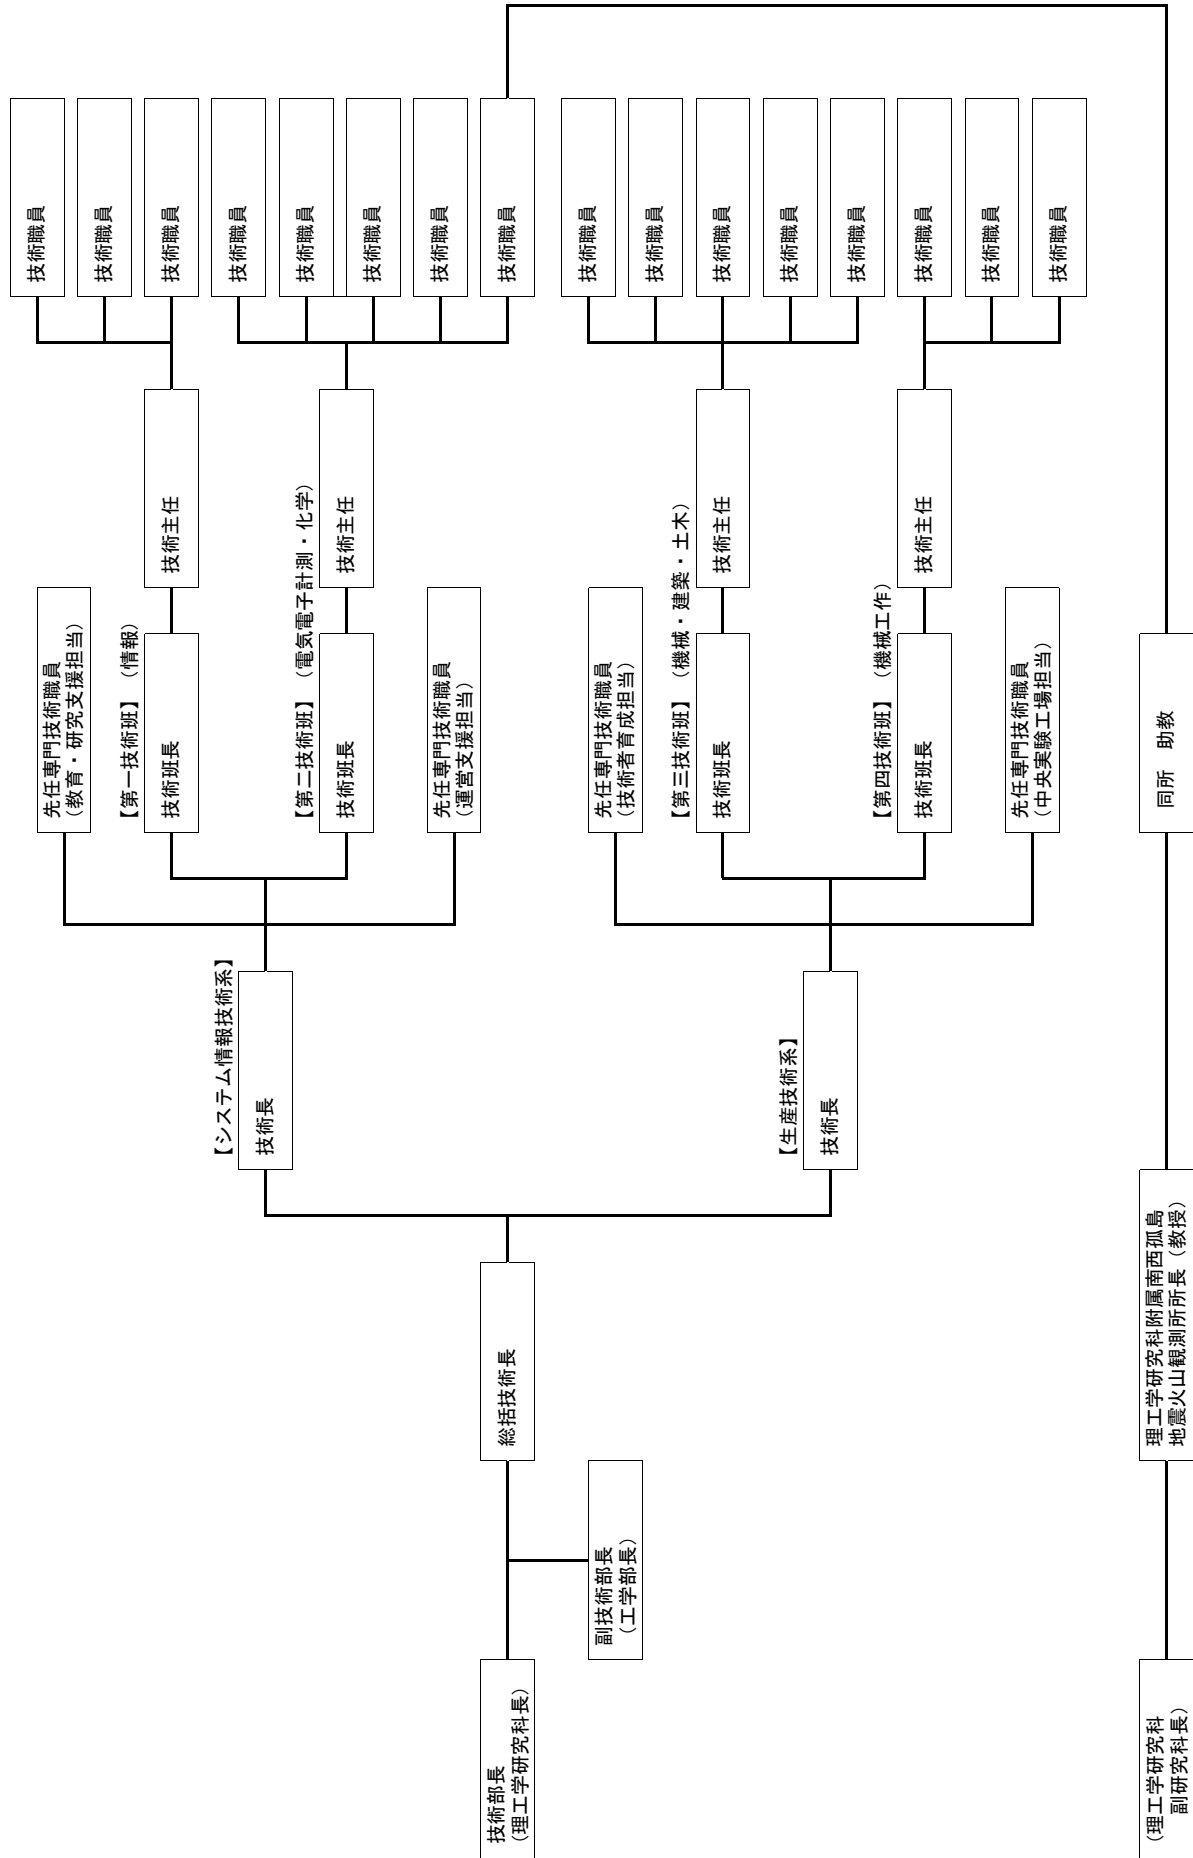 技術部長
（理工学研究科長）
副技術部長
（工学部長）
総括技術長
【システム情報技術系】
技術長
先任専門技術職員
（教育・研究支援担当）
【第一技術班】（情報）
技術班長
技術主任
技術職員
技術職員
技術職員
【第二技術班】（電気電子計測・化学）
技術班長
技術主任
技術職員
技術職員
技術職員
技術職員
技術職員
先任専門技術職員
（運営支援担当）
【生産技術系】
技術長
先任専門技術職員
（技術者育成担当）
【第三技術班】（機械・建築・土木）
技術班長
技術主任
技術職員
技術職員
技術職員
技術職員
技術職員
【第四技術班】（機械工作）
技術班長
技術主任
技術職員
技術職員
技術職員
先任専門技術職員
（中央実験工場担当）
（理工学研究科
副研究科長）
理工学研究科附属南西孤島
地震火山観測所所長（教授）
同所　助教